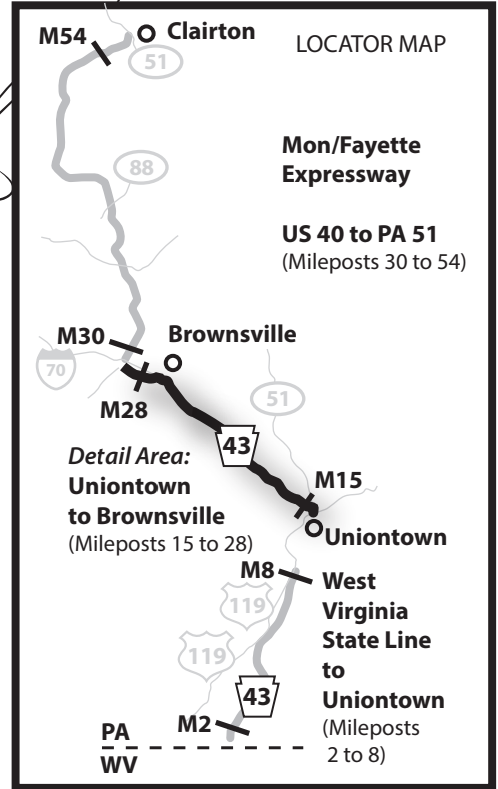 M54
Clairton
51
LOCATOR MAP
88
Mon/Fayette
Expressway
US 40 to PA 51
(Mileposts 30 to 54)
M30
Brownsville
70
M28
51
43
Detail Area:
Uniontown
to Brownsville
(Mileposts 15 to 28)
M15
Uniontown
M8
West
Virginia
State Line
to
Uniontown
(Mileposts
2 to 8)
119
119
43
M2
PA
WV